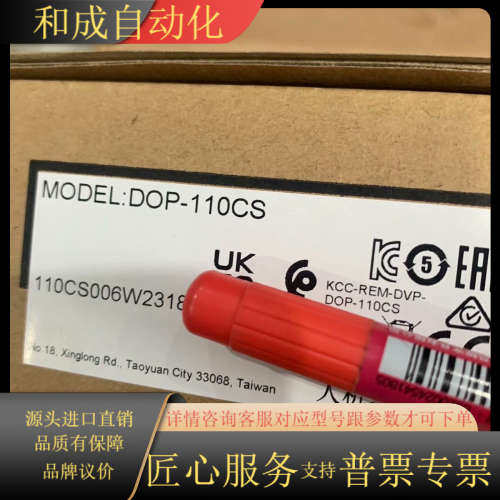 和成自动化
MODEL:DOP-110CS
UK
5
KCC-REM-DVP-
DOP-110CS
110CS006W2318
No.18, Xinglong Rd., Taoyuan City 33068, Taiwan
源头进口直销
品质有保障
品牌议价
详情咨询客服对应型号跟参数才可下单
匠心服务支持普票专票